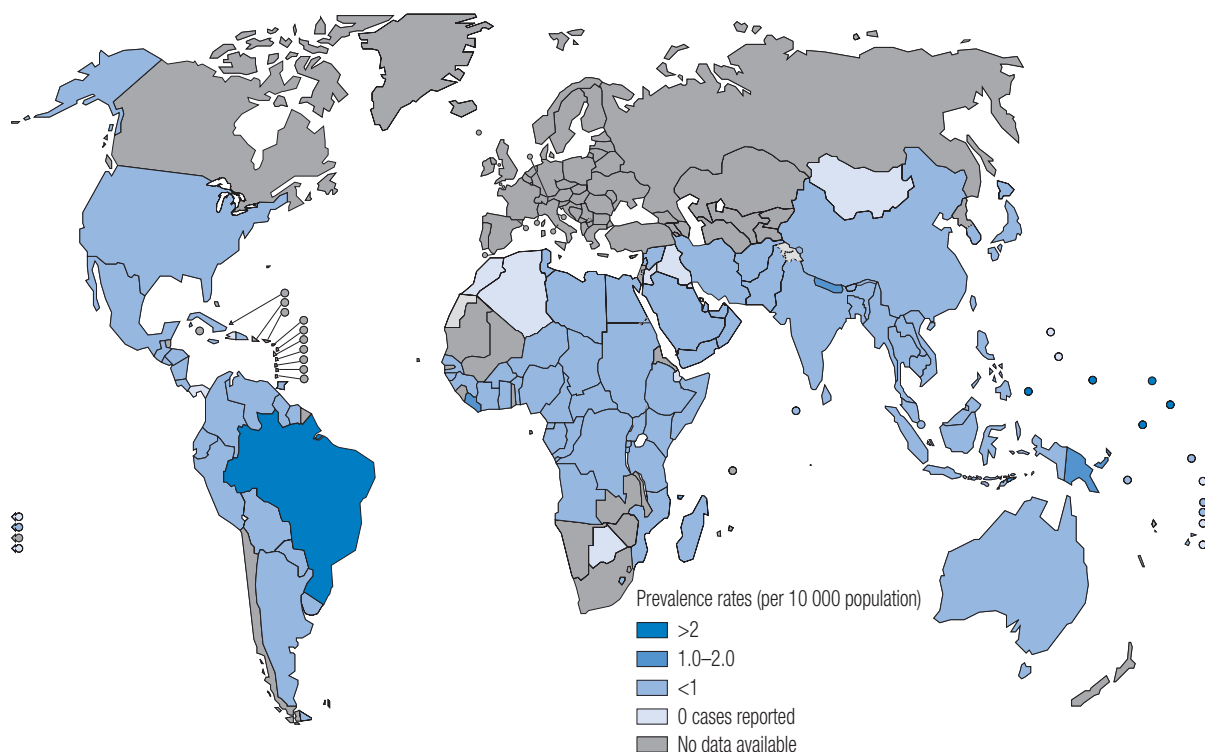 Prevalence rates (per 10 000 population)
>2
1.0–2.0
<1
0 cases reported
No data available